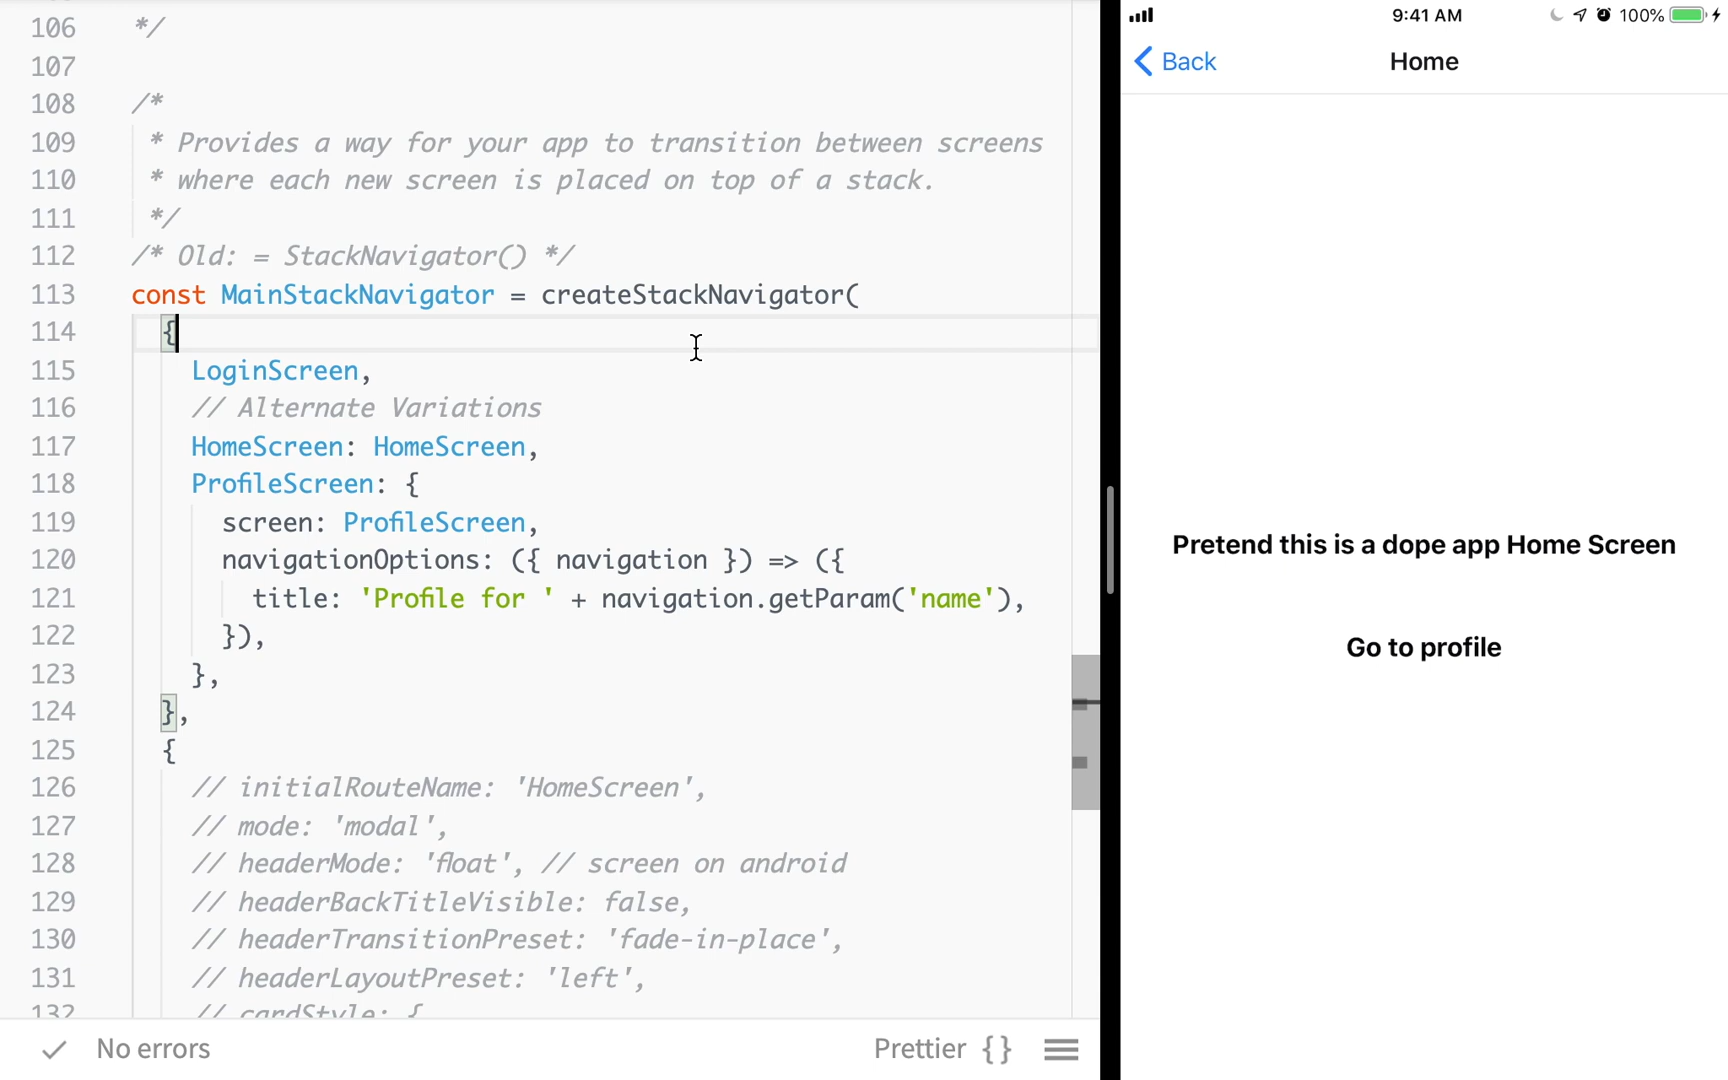 106 */
107
108 /*
109 * Provides a way for your app to transition between screens
110 * where each new screen is placed on top of a stack.
111 */
112 /* Old: = StackNavigator() */
113 const MainStackNavigator = createStackNavigator(
114 {
115 LoginScreen,
116 // Alternate Variations
117 HomeScreen: HomeScreen,
118 ProfileScreen: {
119 screen: ProfileScreen,
120 navigationOptions: ({ navigation }) => ({
121 title: 'Profile for ' + navigation.getParam('name'),
122 }),
123 },
124 },
125 {
126 // initialRouteName: 'HomeScreen',
127 // mode: 'modal',
128 // headerMode: 'float', // screen on android
129 // headerBackTitleVisible: false,
130 // headerTransitionPreset: 'fade-in-place',
131 // headerLayoutPreset: 'left',
132 // cardStyle: {
No errors
Prettier {}
9:41 AM
100%
Back
Home
Pretend this is a dope app Home Screen
Go to profile